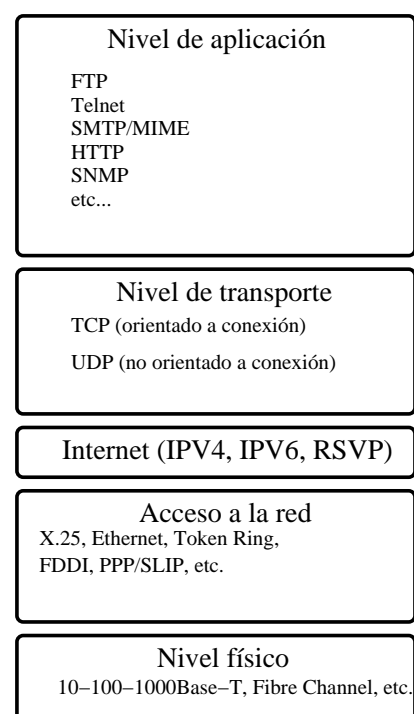 Nivel de aplicación
FTP
Telnet
SMTP/MIME
HTTP
SNMP
etc...
Nivel de transporte
TCP (orientado a conexión)
UDP (no orientado a conexión)
Internet (IPV4, IPV6, RSVP)
Acceso a la red
X.25, Ethernet, Token Ring,
FDDI, PPP/SLIP, etc.
Nivel físico
10−100−1000Base−T, Fibre Channel, etc.